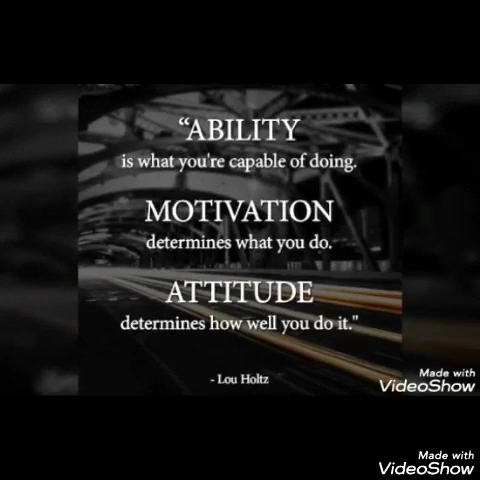 “ABILITY
is what you're capable of doing.
MOTIVATION
determines what you do.
ATTITUDE
determines how well you do it."
- Lou Holtz
Made with
VideoShow
Made with
VideoShow